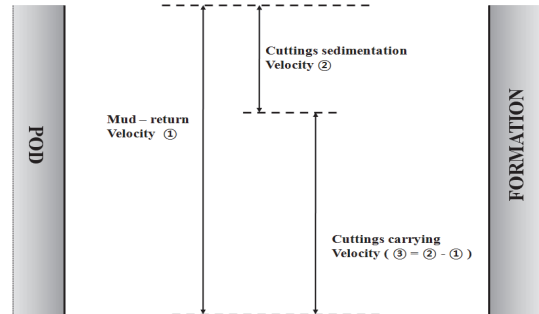 Cuttings sedimentation
Velocity ②
Mud – return
Velocity ①
POD
FORMATION
Cuttings carrying
Velocity ( ③ = ② - ① )